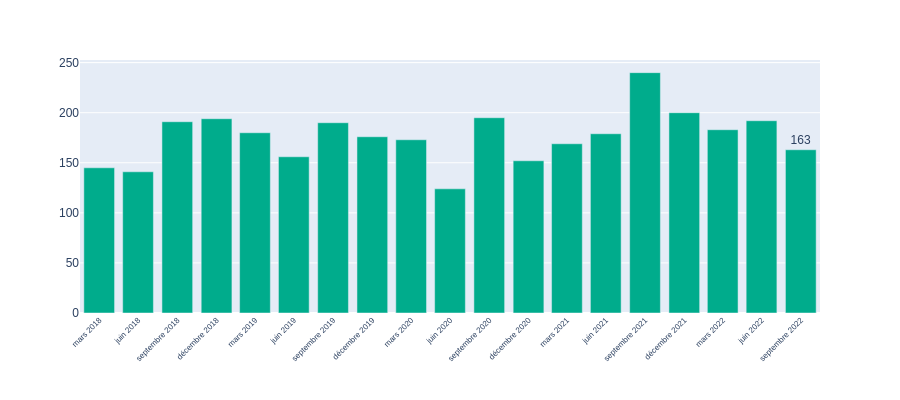 250
200
150
100
50
0
163
mars 2018
juin 2018
septembre 2018
décembre 2018
mars 2019
juin 2019
septembre 2019
décembre 2019
mars 2020
juin 2020
septembre 2020
décembre 2020
mars 2021
juin 2021
septembre 2021
décembre 2021
mars 2022
juin 2022
septembre 2022